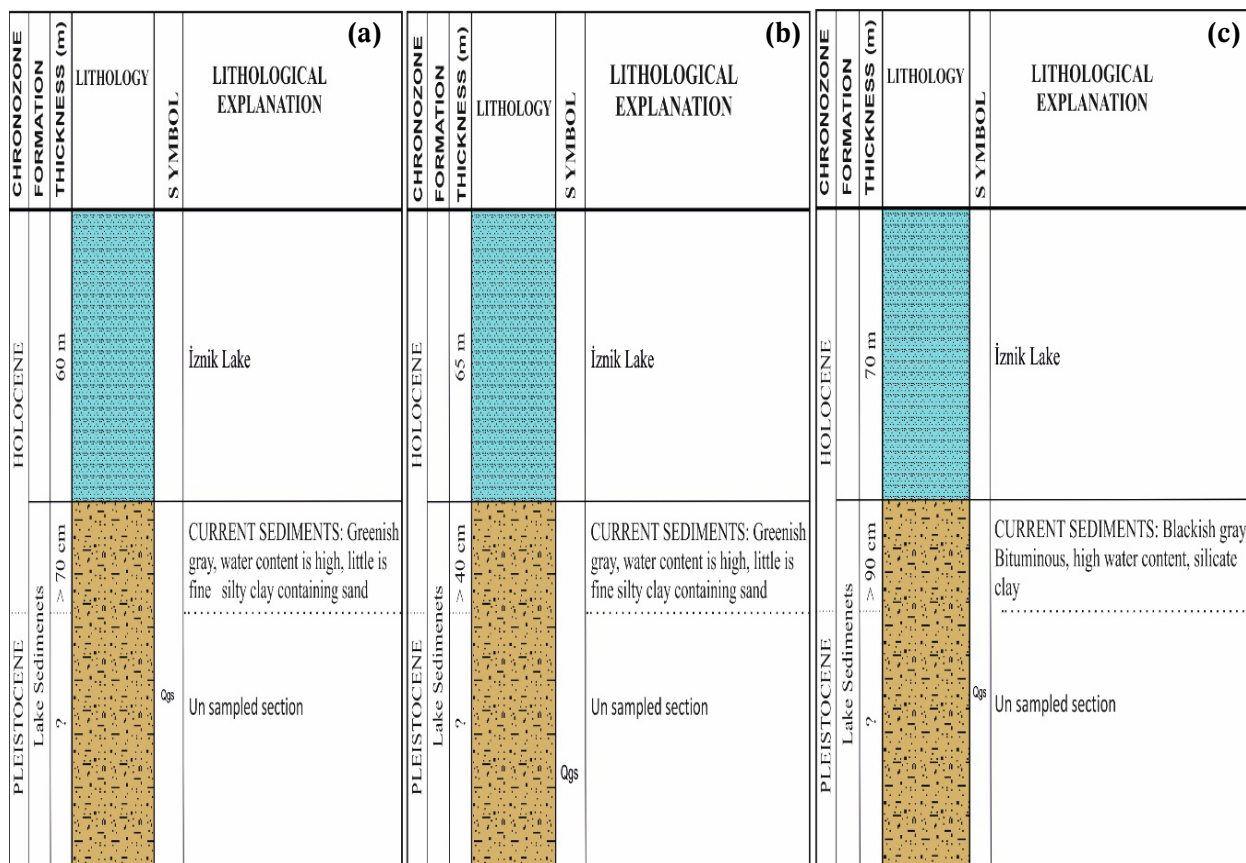 (a)
CHRONOZONE
FORMATION
THICKNESS (m)
LITHOLOGY
SYMBOL
LITHOLOGICAL
EXPLANATION
HOLOCENE
60 m
İznik Lake
PLEISTOCENE
Lake Sedimenets
> 70 cm
CURRENT SEDIMENTS: Greenish
gray, water content is high, little is
fine silty clay containing sand
?
Qgs
Un sampled section
(b)
CHRONOZONE
FORMATION
THICKNESS (m)
LITHOLOGY
SYMBOL
LITHOLOGICAL
EXPLANATION
HOLOCENE
65 m
İznik Lake
PLEISTOCENE
Lake Sedimenets
> 40 cm
CURRENT SEDIMENTS: Greenish
gray, water content is high, little is
fine silty clay containing sand
?
Qgs
Un sampled section
(c)
CHRONOZONE
FORMATION
THICKNESS (m)
LITHOLOGY
SYMBOL
LITHOLOGICAL
EXPLANATION
HOLOCENE
70 m
İznik Lake
PLEISTOCENE
Lake Sedimenets
> 90 cm
CURRENT SEDIMENTS: Blackish gray
Bituminous, high water content, silicate
clay
?
Qgs
Un sampled section